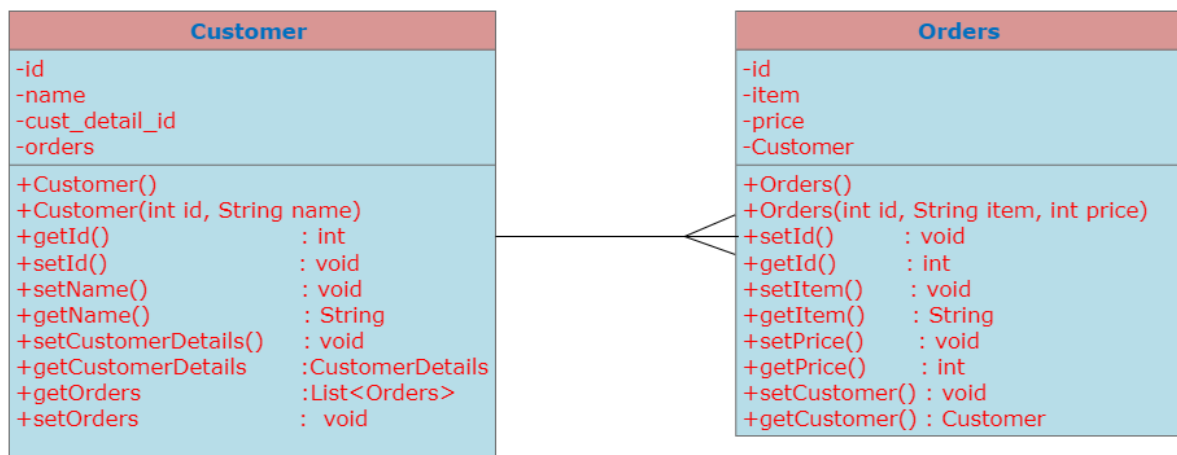 Customer
-id
-name
-cust_detail_id
-orders
+Customer()
+Customer(int id, String name)
+getId() : int
+setId() : void
+setName() : void
+getName() : String
+setCustomerDetails() : void
+getCustomerDetails :CustomerDetails
+getOrders :List<Orders>
+setOrders : void
Orders
-id
-item
-price
-Customer
+Orders()
+Orders(int id, String item, int price)
+setId() : void
+getId() : int
+setItem() : void
+getItem() : String
+setPrice() : void
+getPrice() : int
+setCustomer() : void
+getCustomer() : Customer